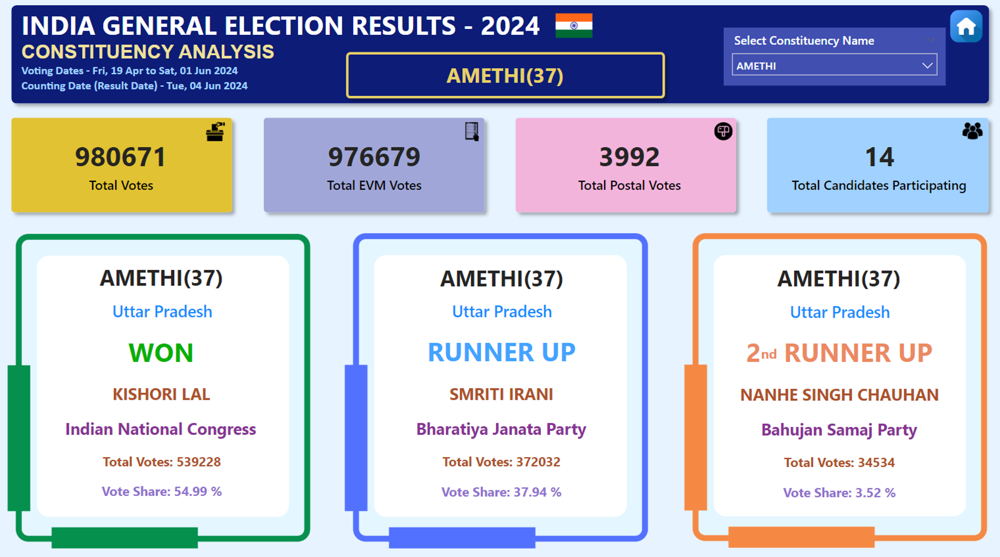 INDIA GENERAL ELECTION RESULTS - 2024
CONSTITUENCY ANALYSIS
Voting Dates - Fri, 19 Apr to Sat, 01 Jun 2024
Counting Date (Result Date) - Tue, 04 Jun 2024
AMETHI(37)
Select Constituency Name
AMETHI
980671
Total Votes
976679
Total EVM Votes
3992
Total Postal Votes
14
Total Candidates Participating
AMETHI(37)
Uttar Pradesh
WON
KISHORI LAL
Indian National Congress
Total Votes: 539228
Vote Share: 54.99 %
AMETHI(37)
Uttar Pradesh
RUNNER UP
SMRITI IRANI
Bharatiya Janata Party
Total Votes: 372032
Vote Share: 37.94 %
AMETHI(37)
Uttar Pradesh
2nd RUNNER UP
NANHE SINGH CHAUHAN
Bahujan Samaj Party
Total Votes: 34534
Vote Share: 3.52 %